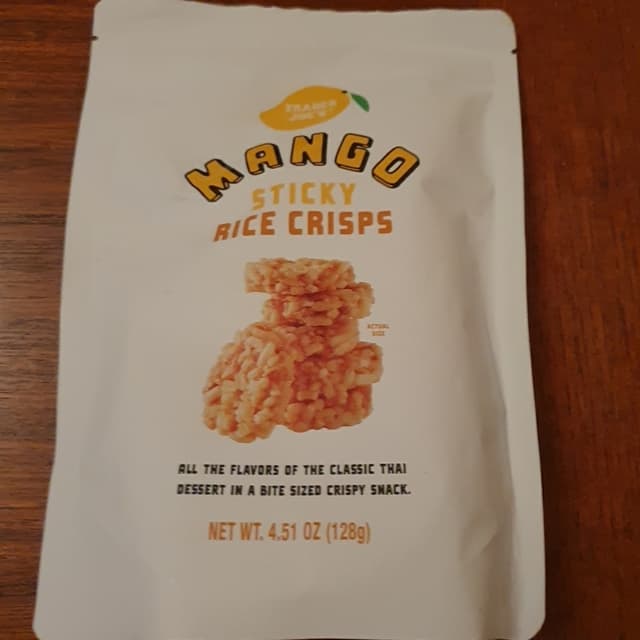 TRADER
JOE'S
MANGO
STICKY
RICE CRISPS
ACTUAL
SIZE
ALL THE FLAVORS OF THE CLASSIC THAI
DESSERT IN A BITE SIZED CRISPY SNACK.
NET WT. 4.51 OZ (128g)